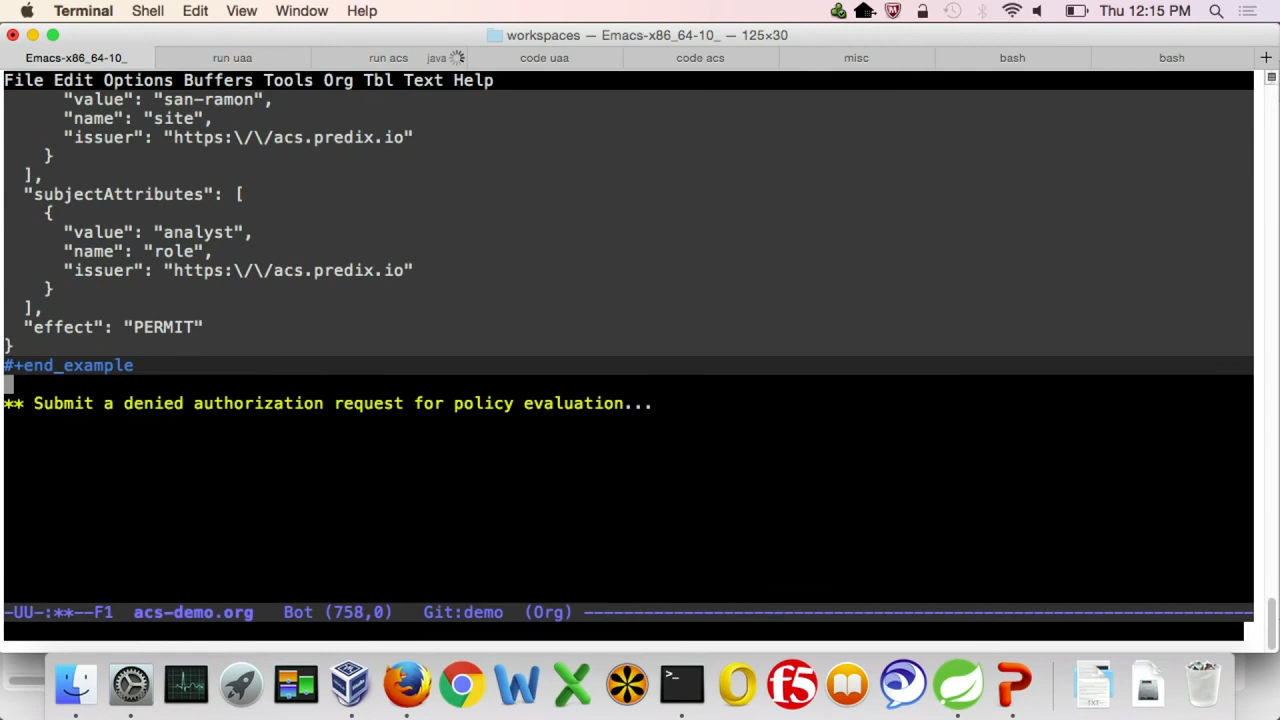 Terminal Shell Edit View Window Help Thu 12:15 PM
workspaces — Emacs-x86_64-10_ — 125×30
Emacs-x86_64-10_ run uaa run acs java code uaa code acs misc bash bash +
File Edit Options Buffers Tools Org Tbl Text Help
"value": "san-ramon",
"name": "site",
"issuer": "https:\/\/acs.predix.io"
}
],
"subjectAttributes": [
{
"value": "analyst",
"name": "role",
"issuer": "https:\/\/acs.predix.io"
}
],
"effect": "PERMIT"
}
#+end_example
** Submit a denied authorization request for policy evaluation...
-UU-:**--F1 acs-demo.org Bot (758,0) Git:demo (Org) ----------------------------------------------------------------
>_ f5 TXT